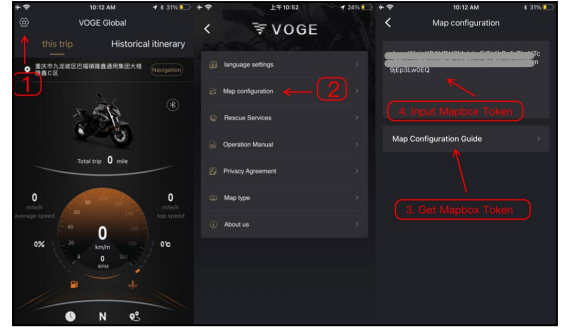 10:12 AM
31%
VOGE Global
this trip
Historical itinerary
重庆市九龙坡区巴福镇隆鑫通用集团大楼
隆鑫C区
Navigation
1
Total trip 0 mile
0
mile/h
average speed
0
mile/h
top speed
0%
0
km/m
0
RPM
0°c
N
上午10:52
24%
VOGE
language settings
Map configuration
2
Rescue Services
Operation Manual
Privacy Agreement
Map type
About us
10:12 AM
31%
Map configuration
9jEp3Lw0EQ
4. Input Mapbox Token
Map Configuration Guide
3. Get Mapbox Token